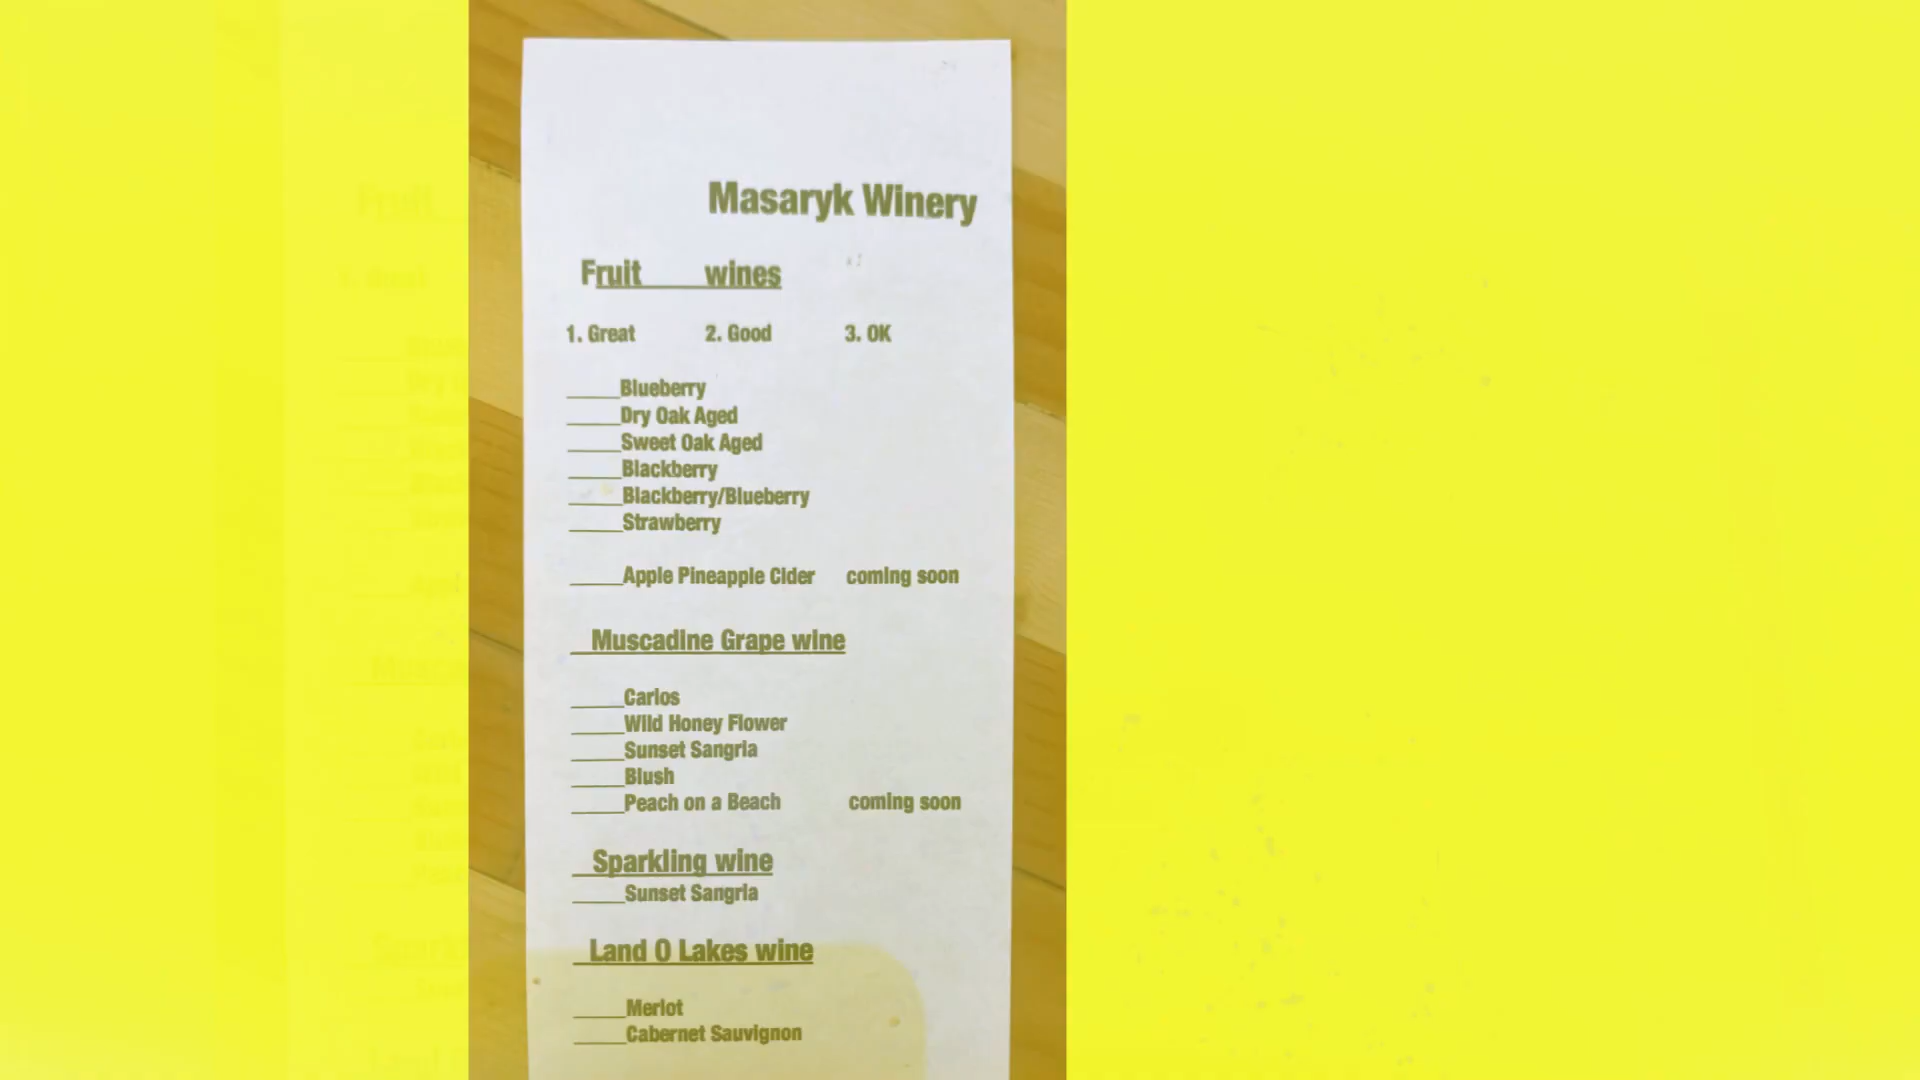 Masaryk Winery
Fruit wines
1. Great 2. Good 3. OK
_____Blueberry
_____Dry Oak Aged
_____Sweet Oak Aged
_____Blackberry
_____Blackberry/Blueberry
_____Strawberry
_____Apple Pineapple Cider coming soon
Muscadine Grape wine
_____Carlos
_____Wild Honey Flower
_____Sunset Sangria
_____Blush
_____Peach on a Beach coming soon
Sparkling wine
_____Sunset Sangria
Land O Lakes wine
_____Merlot
_____Cabernet Sauvignon